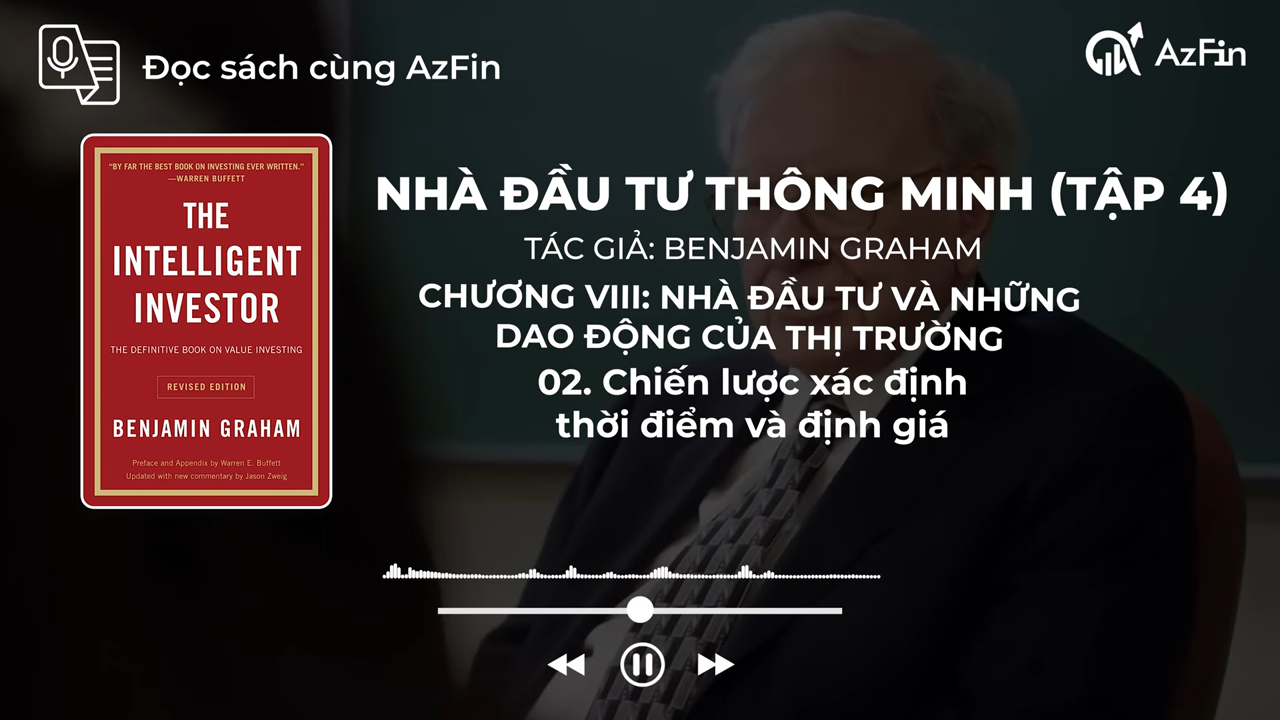 Đọc sách cùng AzFin
AzFin
"BY FAR THE BEST BOOK ON INVESTING EVER WRITTEN."
—WARREN BUFFETT
THE
INTELLIGENT
INVESTOR
THE DEFINITIVE BOOK ON VALUE INVESTING
REVISED EDITION
BENJAMIN GRAHAM
Preface and Appendix by Warren E. Buffett
Updated with new commentary by Jason Zweig
NHÀ ĐẦU TƯ THÔNG MINH (TẬP 4)
TÁC GIẢ: BENJAMIN GRAHAM
CHƯƠNG VIII: NHÀ ĐẦU TƯ VÀ NHỮNG
DAO ĐỘNG CỦA THỊ TRƯỜNG
02. Chiến lược xác định
thời điểm và định giá